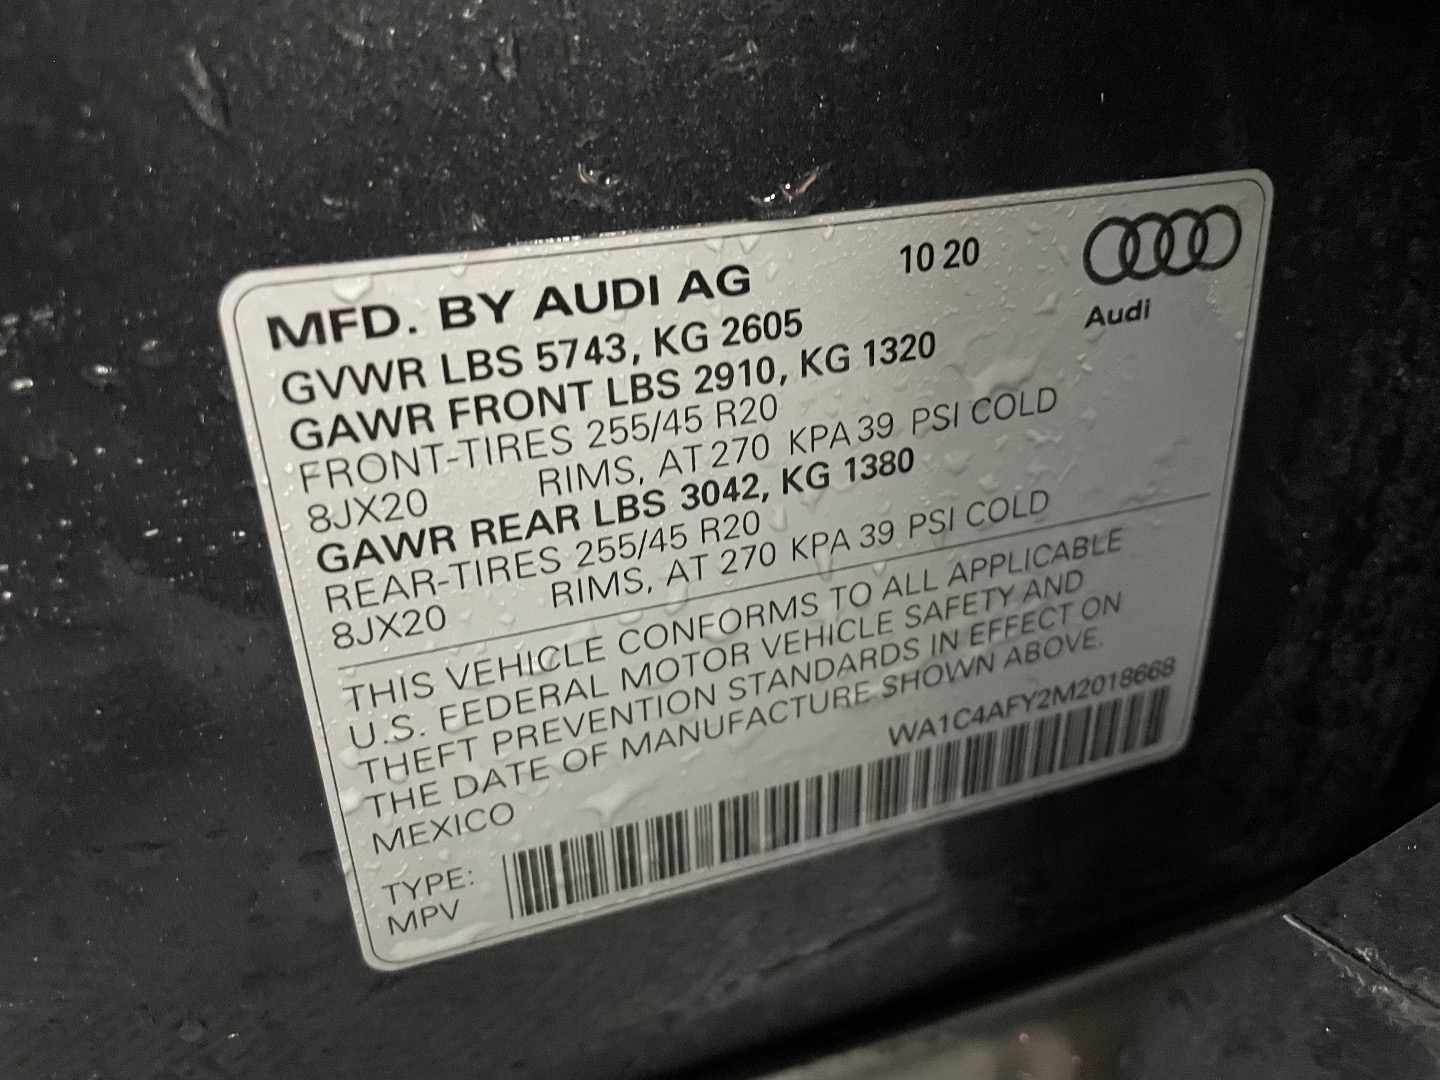 MFD. BY AUDI AG 10 20
Audi
GVWR LBS 5743, KG 2605
GAWR FRONT LBS 2910, KG 1320
FRONT-TIRES 255/45 R20
8JX20 RIMS, AT 270 KPA 39 PSI COLD
GAWR REAR LBS 3042, KG 1380
REAR-TIRES 255/45 R20
8JX20 RIMS, AT 270 KPA 39 PSI COLD
THIS VEHICLE CONFORMS TO ALL APPLICABLE
U.S. FEDERAL MOTOR VEHICLE SAFETY AND
THEFT PREVENTION STANDARDS IN EFFECT ON
THE DATE OF MANUFACTURE SHOWN ABOVE.
MEXICO WA1C4AFY2M2018668
TYPE:
MPV